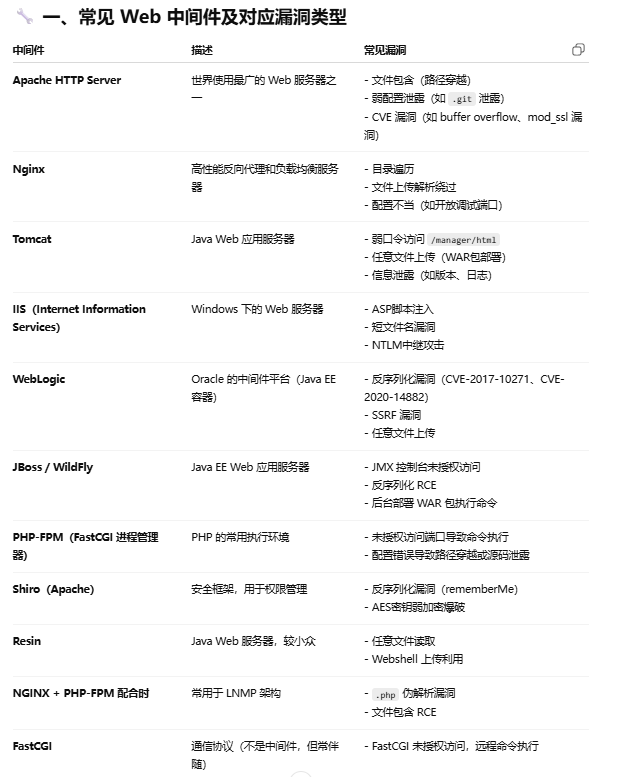 🔧 一、常见 Web 中间件及对应漏洞类型
中间件 描述 常见漏洞
Apache HTTP Server 世界使用最广的 Web 服务器之 - 文件包含（路径穿越）
一 - 弱配置泄露（如 .git 泄露）
- CVE 漏洞（如 buffer overflow、mod_ssl 漏
洞）
Nginx 高性能反向代理和负载均衡服务 - 目录遍历
器 - 文件上传解析绕过
- 配置不当（如开放调试端口）
Tomcat Java Web 应用服务器 - 弱口令访问 /manager/html
- 任意文件上传（WAR包部署）
- 信息泄露（如版本、日志）
IIS（Internet Information Windows 下的 Web 服务器 - ASP脚本注入
Services) - 短文件名漏洞
- NTLM中继攻击
WebLogic Oracle 的中间件平台（Java EE - 反序列化漏洞（CVE-2017-10271、CVE-
容器） 2020-14882）
- SSRF 漏洞
- 任意文件上传
JBoss / WildFly Java EE Web 应用服务器 - JMX 控制台未授权访问
- 反序列化 RCE
- 后台部署 WAR 包执行命令
PHP-FPM（FastCGI 进程管理 PHP 的常用执行环境 - 未授权访问端口导致命令执行
器） - 配置错误导致路径穿越或源码泄露
Shiro（Apache） 安全框架，用于权限管理 - 反序列化漏洞（rememberMe）
- AES密钥弱加密爆破
Resin Java Web 服务器，较小众 - 任意文件读取
- Webshell 上传利用
NGINX + PHP-FPM 配合时 常用于 LNMP 架构 - .php 伪解析漏洞
- 文件包含 RCE
FastCGI 通信协议（不是中间件，但常伴 - FastCGI 未授权访问，远程命令执行
随）